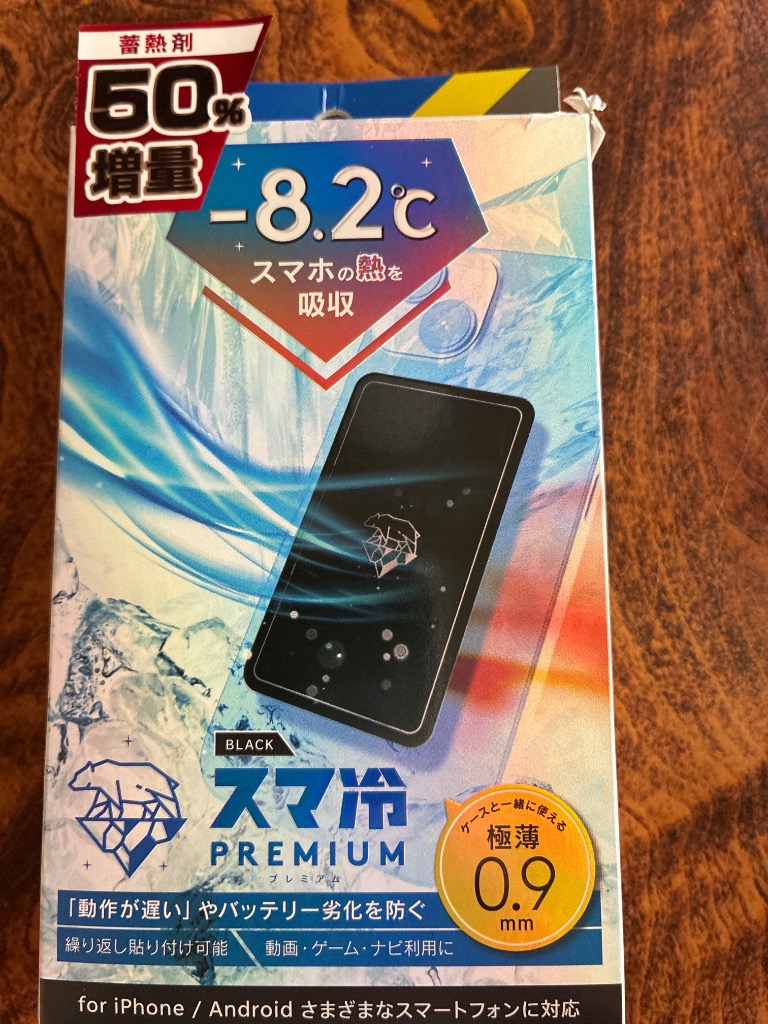 蓄熱剤
50%
増量
-8.2℃
スマホの熱を
吸収
BLACK
スマ冷
PREMIUM
プレミアム
ケースと一緒に使える
極薄
0.9
mm
「動作が遅い」やバッテリー劣化を防ぐ
繰り返し貼り付け可能 / 動画・ゲーム・ナビ利用に
for iPhone / Android さまざまなスマートフォンに対応